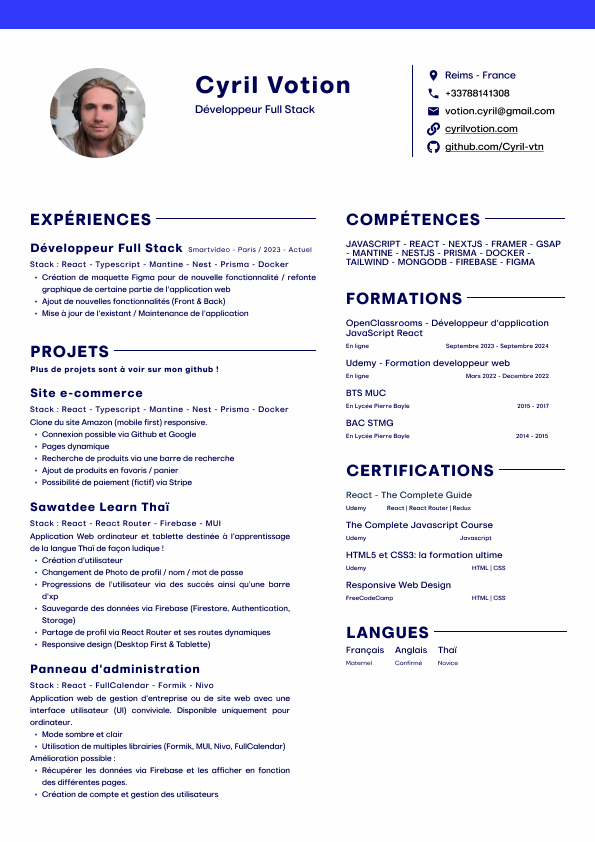 Cyril Votion
Développeur Full Stack
Reims - France
+33788141308
votion.cyril@gmail.com
cyrilvotion.com
github.com/Cyril-vtn
EXPÉRIENCES
Développeur Full Stack Smartvideo - Paris / 2023 - Actuel
Stack : React - Typescript - Mantine - Nest - Prisma - Docker
• Création de maquette Figma pour de nouvelle fonctionnalité / refonte
graphique de certaine partie de l'application web
• Ajout de nouvelles fonctionnalités (Front & Back)
• Mise à jour de l'existant / Maintenance de l'applicaton
PROJETS
Plus de projets sont à voir sur mon github !
Site e-commerce
Stack : React - Typescript - Mantine - Nest - Prisma - Docker
Clone du site Amazon (mobile first) responsive.
• Connexion possible via Github et Google
• Pages dynamique
• Recherche de produits via une barre de recherche
• Ajout de produits en favoris / panier
• Possibilité de paiement (fictif) via Stripe
Sawatdee Learn Thaï
Stack : React - React Router - Firebase - MUI
Application Web ordinateur et tablette destinée à l'apprentissage
de la langue Thaï de façon ludique !
• Création d'utilisateur
• Changement de Photo de profil / nom / mot de passe
• Progressions de l'utilisateur via des succès ainsi qu'une barre
d'xp
• Sauvegarde des données via Firebase (Firestore, Authentication,
Storage)
• Partage de profil via React Router et ses routes dynamiques
• Responsive design (Desktop First & Tablette)
Panneau d'administration
Stack : React - FullCalendar - Formik - Nivo
Application web de gestion d'entreprise ou de site web avec une
interface utilisateur (UI) conviviale. Disponible uniquement pour
ordinateur.
• Mode sombre et clair
• Utilisation de multiples librairies (Formik, MUI, Nivo, FullCalendar)
Amélioration possible :
• Récupérer les données via Firebase et les afficher en fonction
des différentes pages.
• Création de compte et gestion des utilisateurs
COMPÉTENCES
JAVASCRIPT - REACT - NEXTJS - FRAMER - GSAP
- MANTINE - NESTJS - PRISMA - DOCKER -
TAILWIND - MONGODB - FIREBASE - FIGMA
FORMATIONS
OpenClassrooms - Développeur d'application
JavaScript React
En ligne Septembre 2023 - Septembre 2024
Udemy - Formation developpeur web
En ligne Mars 2022 - Decembre 2022
BTS MUC
En Lycée Pierre Bayle 2015 - 2017
BAC STMG
En Lycée Pierre Bayle 2014 - 2015
CERTIFICATIONS
React - The Complete Guide
Udemy React | React Router | Redux
The Complete Javascript Course
Udemy Javascript
HTML5 et CSS3: la formation ultime
Udemy HTML | CSS
Responsive Web Design
FreeCodeCamp HTML | CSS
LANGUES
Français Anglais Thaï
Maternel Confirmé Novice